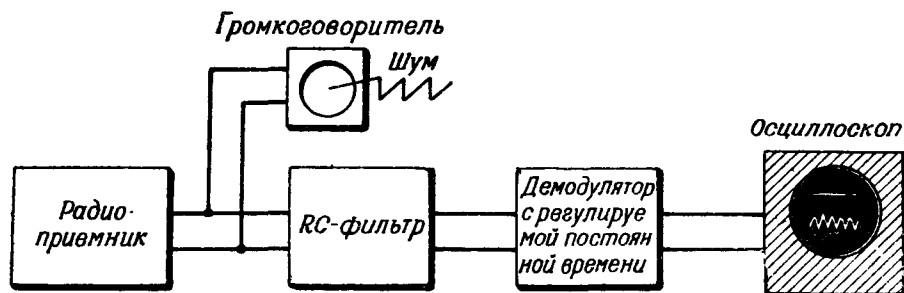 Громкоговоритель
Шум
Осциллоскоп
Радио-
приемник
RC-фильтр
Демодулятор
с регулируе
мой постоян
ной времени